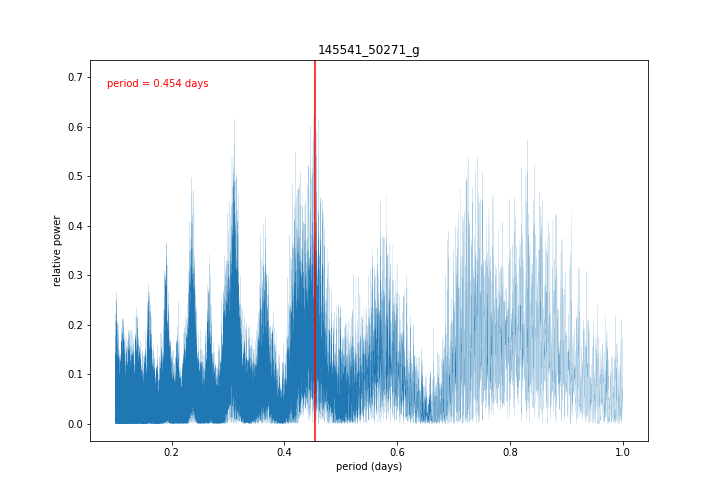 145541_50271_g
period = 0.454 days
relative power
0.7
0.6
0.5
0.4
0.3
0.2
0.1
0.0
0.2 0.4 0.6 0.8 1.0
period (days)